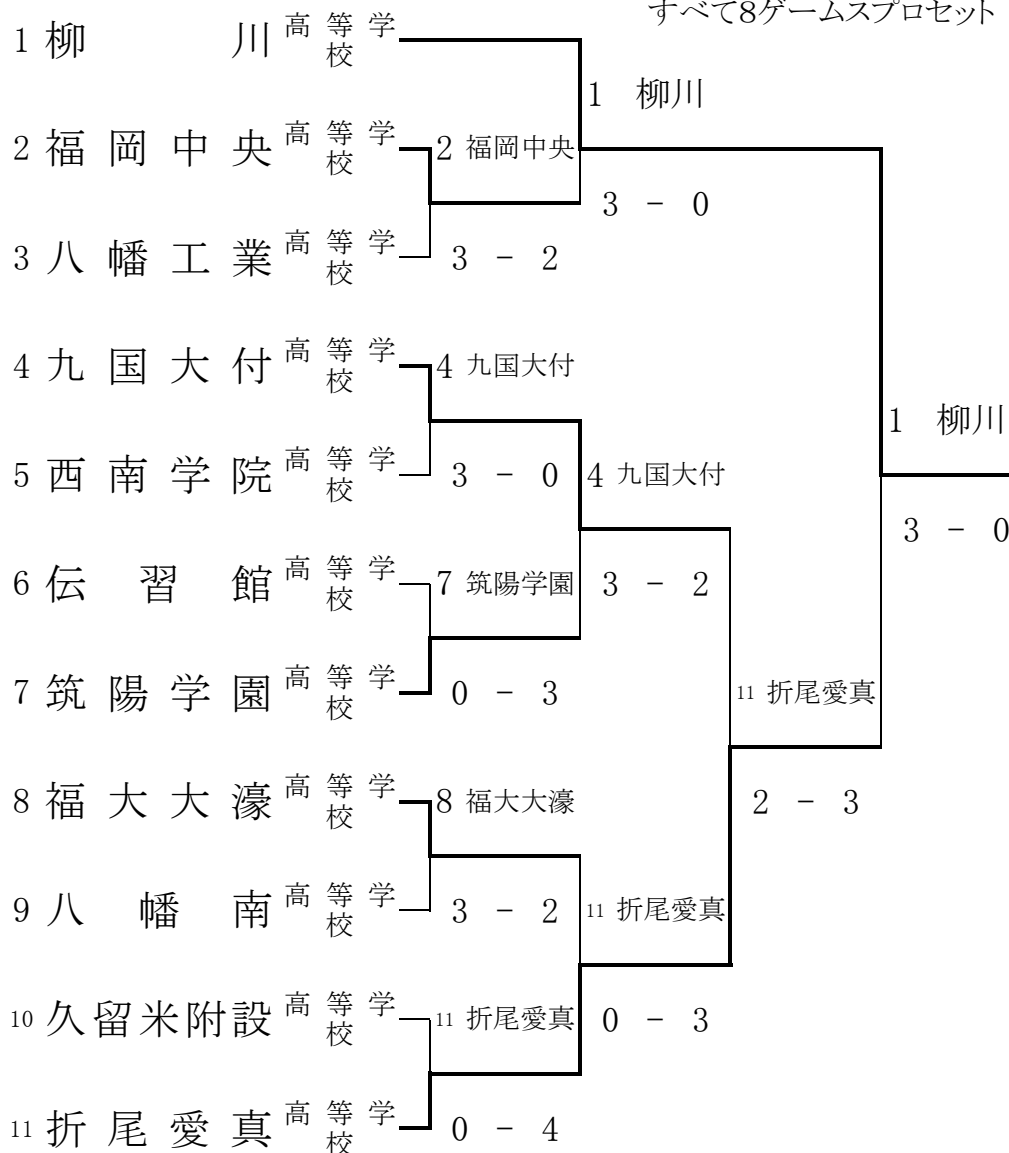 すべて8ゲームスプロセット
1 柳川 高等学校
1 柳川
2 福岡中央 高等学校
2 福岡中央
3 - 0
3 八幡工業 高等学校
3 - 2
4 九国大付 高等学校
4 九国大付
1 柳川
5 西南学院 高等学校
3 - 0
4 九国大付
3 - 0
6 伝習館 高等学校
7 筑陽学園
3 - 2
7 筑陽学園 高等学校
0 - 3
11 折尾愛真
8 福大大濠 高等学校
8 福大大濠
2 - 3
9 八幡南 高等学校
3 - 2
11 折尾愛真
10 久留米附設 高等学校
11 折尾愛真
0 - 3
11 折尾愛真 高等学校
0 - 4